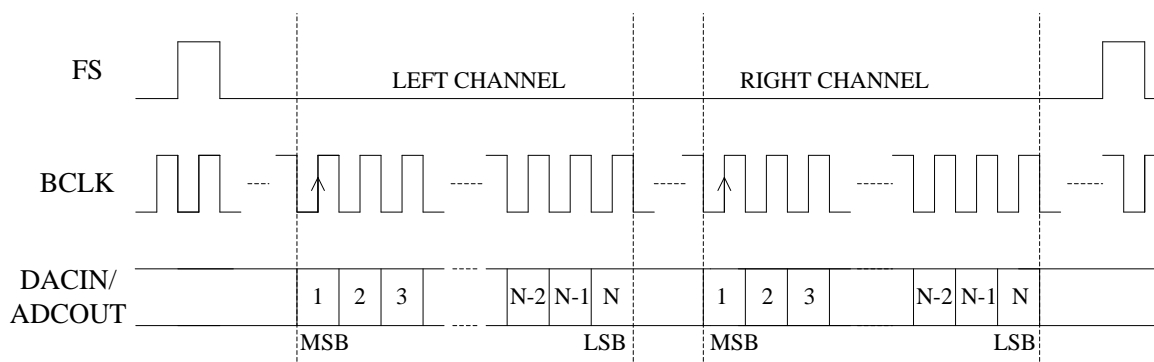 FS
LEFT CHANNEL
RIGHT CHANNEL
BCLK
DACIN/
ADCOUT
1 2 3 N-2 N-1 N 1 2 3 N-2 N-1 N
MSB LSB MSB LSB